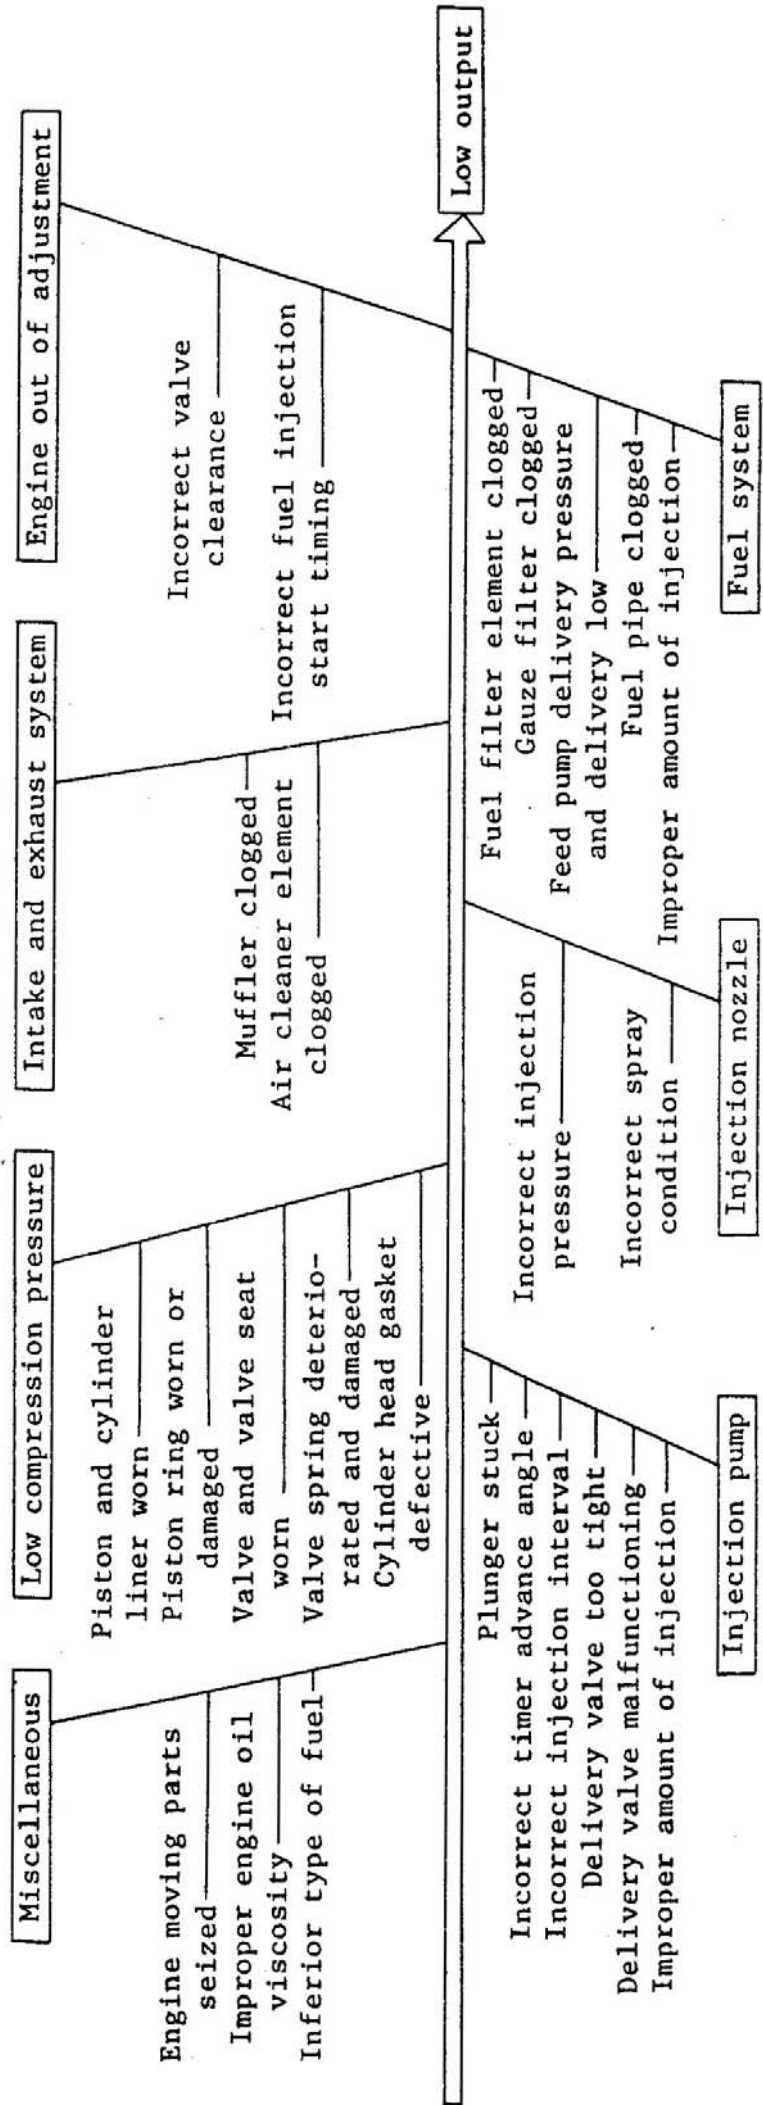 Miscellaneous
Engine moving parts
seized
Improper engine oil
viscosity
Inferior type of fuel
Low compression pressure
Piston and cylinder
liner worn
Piston ring worn or
damaged
Valve and valve seat
worn
Valve spring deterio-
rated and damaged
Cylinder head gasket
defective
Intake and exhaust system
Muffler clogged
Air cleaner element
clogged
Engine out of adjustment
Incorrect valve
clearance
Incorrect fuel injection
start timing
Low output
Plunger stuck
Incorrect timer advance angle
Incorrect injection interval
Delivery valve too tight
Delivery valve malfunctioning
Improper amount of injection
Injection pump
Incorrect injection
pressure
Incorrect spray
condition
Injection nozzle
Fuel filter element clogged
Gauze filter clogged
Feed pump delivery pressure
and delivery low
Fuel pipe clogged
Improper amount of injection
Fuel system